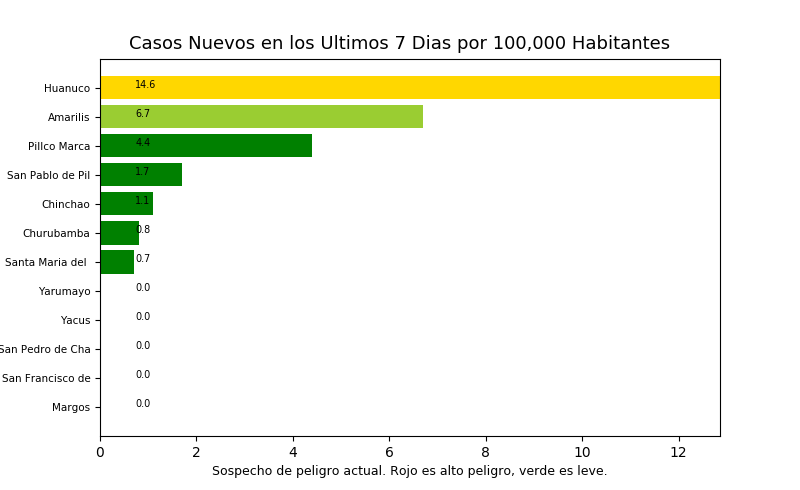 Casos Nuevos en los Ultimos 7 Dias por 100,000 Habitantes
Huanuco 14.6
Amarilis 6.7
Pillco Marca 4.4
San Pablo de Pil 1.7
Chinchao 1.1
Churubamba 0.8
Santa Maria del 0.7
Yarumayo 0.0
Yacus 0.0
San Pedro de Cha 0.0
San Francisco de 0.0
Margos 0.0
0 2 4 6 8 10 12
Sospecho de peligro actual. Rojo es alto peligro, verde es leve.